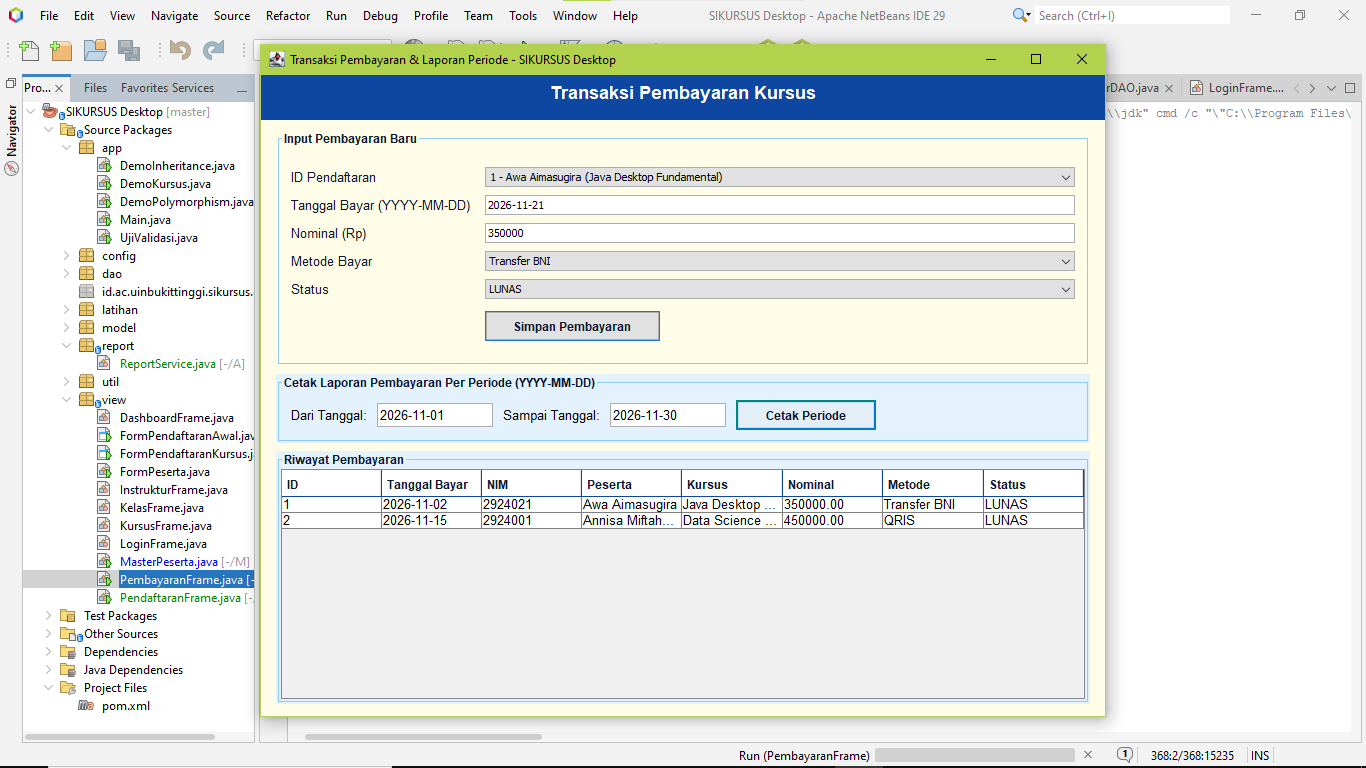 File Edit View Navigate Source Refactor Run Debug Profile Team Tools Window Help SIKURSUS Desktop - Apache NetBeans IDE 29 Search (Ctrl+I)
Transaksi Pembayaran & Laporan Periode - SIKURSUS Desktop
Pro... Files Favorites Services
rDAO.java LoginFrame....
Navigator
SIKURSUS Desktop [master]
Source Packages
app
DemoInheritance.java
DemoKursus.java
DemoPolymorphism.java
Main.java
UjiValidasi.java
config
dao
id.ac.uinbukittinggi.sikursus.
latihan
model
report
ReportService.java [-/A]
util
view
DashboardFrame.java
FormPendaftaranAwal.jav
FormPendaftaranKursus.j
FormPeserta.java
InstrukturFrame.java
KelasFrame.java
KursusFrame.java
LoginFrame.java
MasterPeserta.java [-/M]
PembayaranFrame.java [-
PendaftaranFrame.java [-/
Test Packages
Other Sources
Dependencies
Java Dependencies
Project Files
pom.xml
\\jdk" cmd /c "\"C:\\Program Files\
Transaksi Pembayaran Kursus
Input Pembayaran Baru
ID Pendaftaran 1 - Awa Aimasugira (Java Desktop Fundamental)
Tanggal Bayar (YYYY-MM-DD) 2026-11-21
Nominal (Rp) 350000
Metode Bayar Transfer BNI
Status LUNAS
Simpan Pembayaran
Cetak Laporan Pembayaran Per Periode (YYYY-MM-DD)
Dari Tanggal: 2026-11-01 Sampai Tanggal: 2026-11-30 Cetak Periode
Riwayat Pembayaran
ID Tanggal Bayar NIM Peserta Kursus Nominal Metode Status
1 2026-11-02 2924021 Awa Aimasugira Java Desktop ... 350000.00 Transfer BNI LUNAS
2 2026-11-15 2924001 Annisa Miftah... Data Science ... 450000.00 QRIS LUNAS
Run (PembayaranFrame) 1 368:2/368:15235 INS